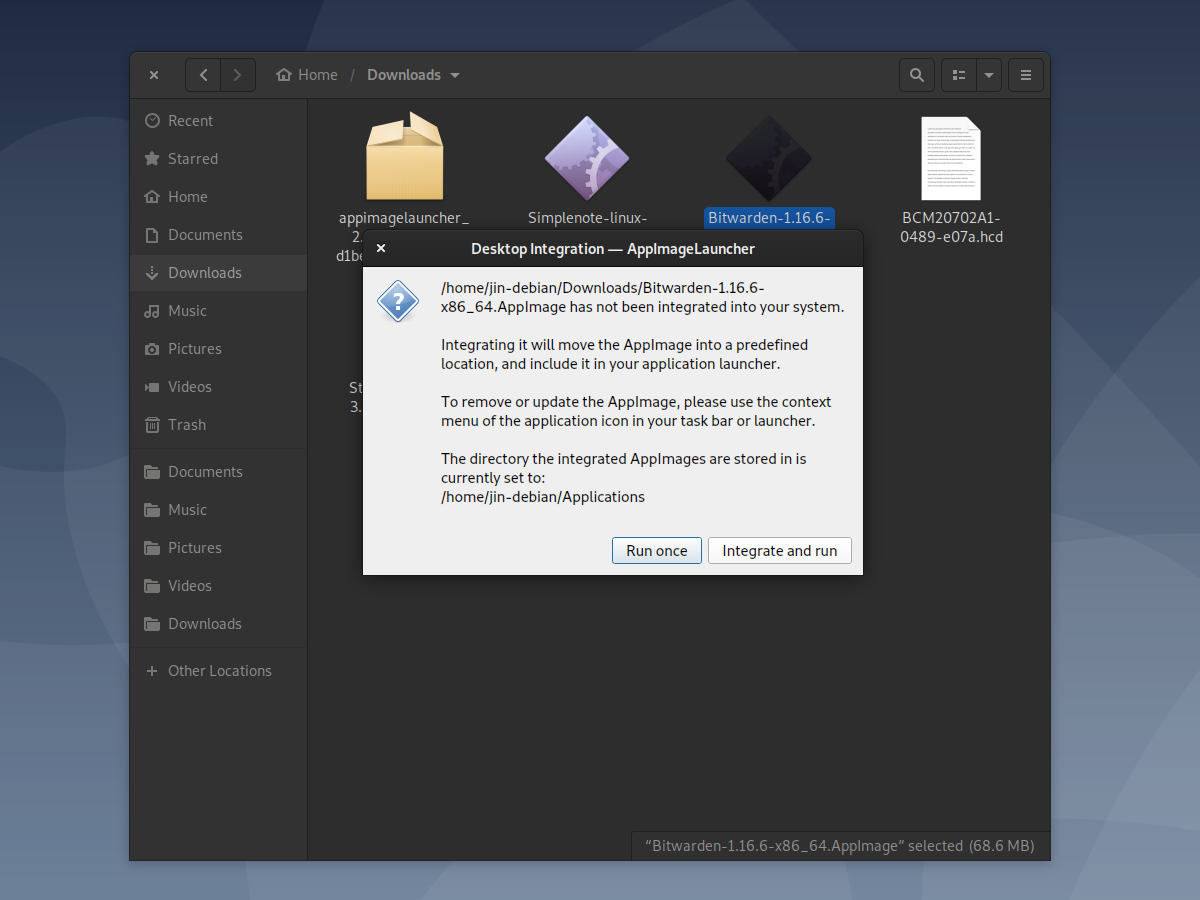 Home / Downloads
Recent
Starred
Home
Documents
Downloads
Music
Pictures
Videos
Trash
Documents
Music
Pictures
Videos
Downloads
Other Locations
appimagelauncher_
2.
d1be
Simplenote-linux-
Bitwarden-1.16.6-
BCM20702A1-
0489-e07a.hcd
St
3.
Desktop Integration — AppImageLauncher
/home/jin-debian/Downloads/Bitwarden-1.16.6-
x86_64.AppImage has not been integrated into your system.
Integrating it will move the AppImage into a predefined
location, and include it in your application launcher.
To remove or update the AppImage, please use the context
menu of the application icon in your task bar or launcher.
The directory the integrated AppImages are stored in is
currently set to:
/home/jin-debian/Applications
Run once
Integrate and run
“Bitwarden-1.16.6-x86_64.AppImage” selected (68.6 MB)